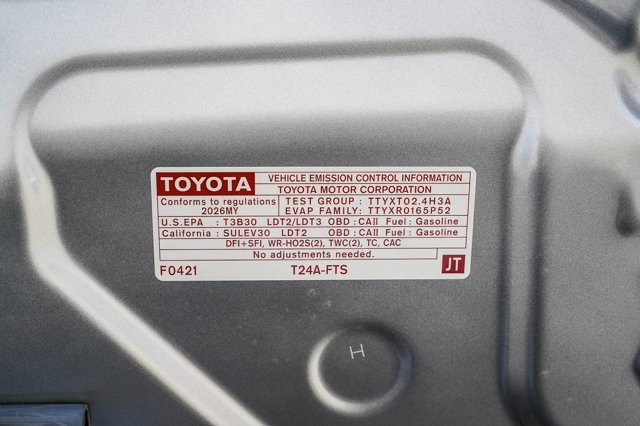 TOYOTA VEHICLE EMISSION CONTROL INFORMATION
TOYOTA MOTOR CORPORATION
Conforms to regulations
2026MY
TEST GROUP : TTYXT02.4H3A
EVAP FAMILY: TTYXR0165P52
U.S.EPA : T3B30 LDT2/LDT3 OBD :CAII Fuel: Gasoline
California : SULEV30 LDT2 OBD :CAII Fuel: Gasoline
DFI+SFI, WR-HO2S(2), TWC(2), TC, CAC
No adjustments needed.
F0421 T24A-FTS JT
H